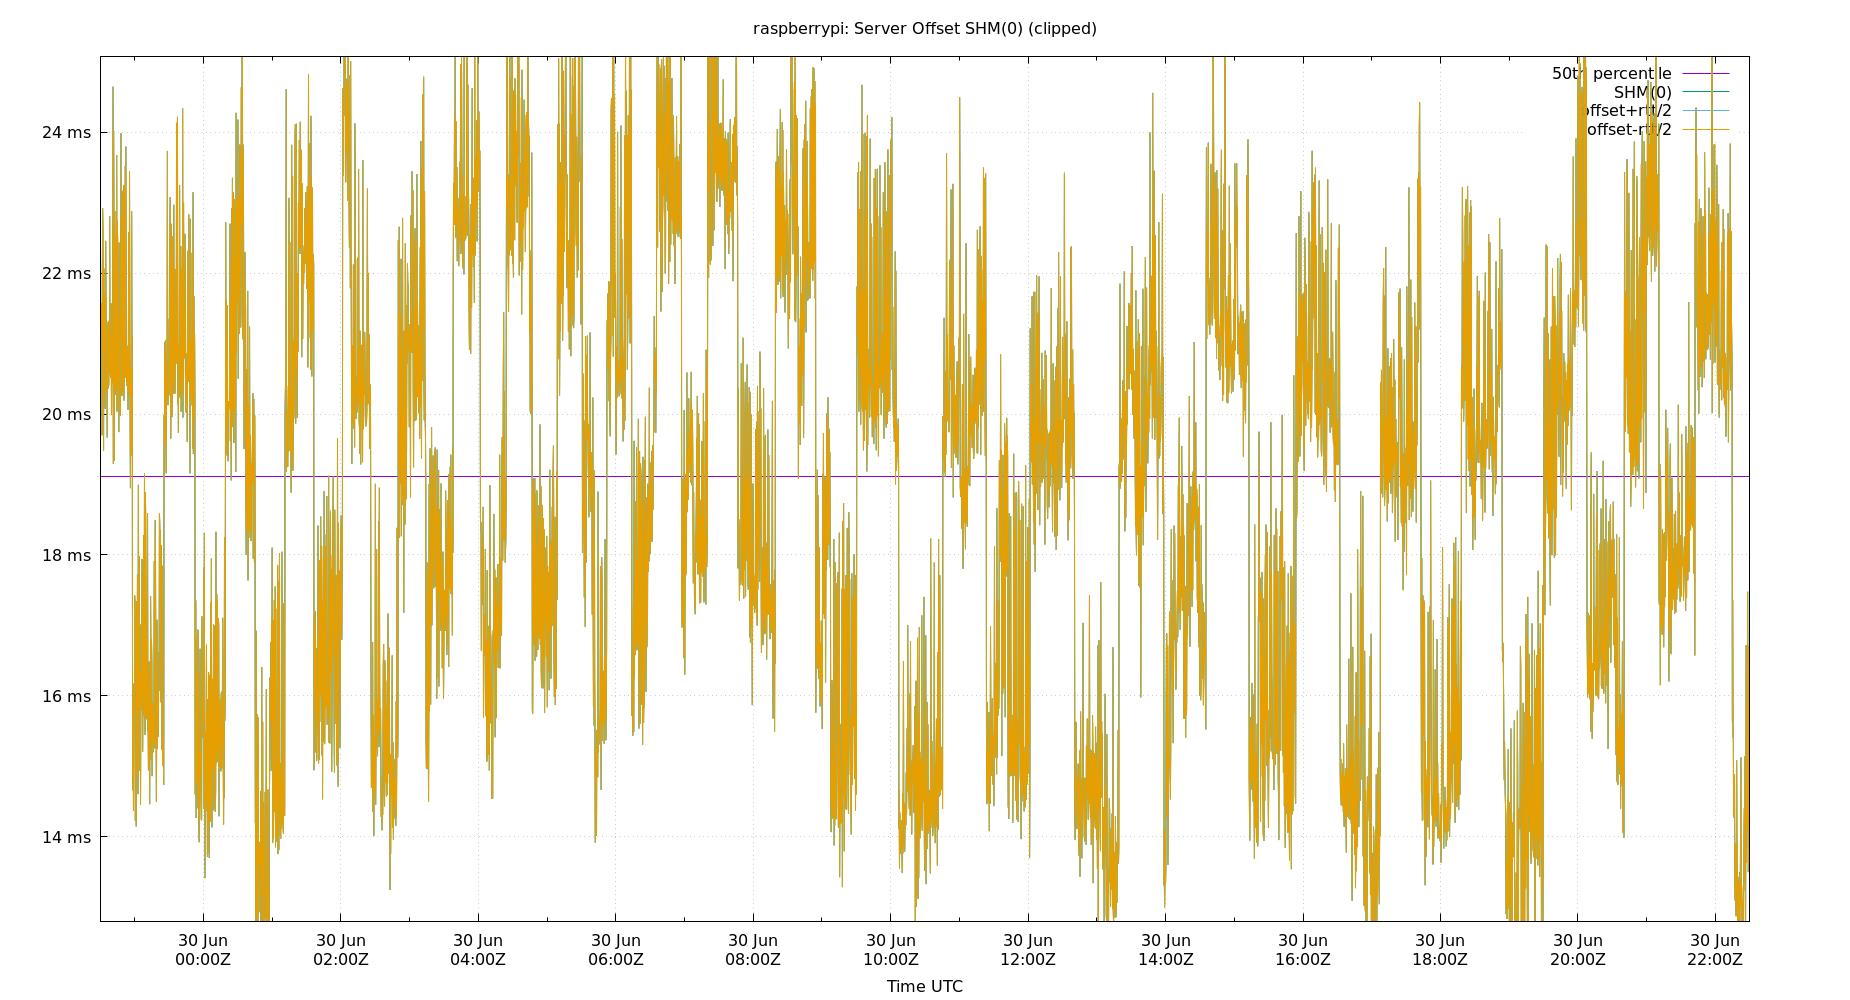 raspberrypi: Server Offset SHM(0) (clipped)
50th percentile
SHM(0)
offset+rtt/2
offset-rtt/2
24 ms
22 ms
20 ms
18 ms
16 ms
14 ms
30 Jun 30 Jun 30 Jun 30 Jun 30 Jun 30 Jun 30 Jun 30 Jun 30 Jun 30 Jun 30 Jun 30 Jun
00:00Z 02:00Z 04:00Z 06:00Z 08:00Z 10:00Z 12:00Z 14:00Z 16:00Z 18:00Z 20:00Z 22:00Z
Time UTC